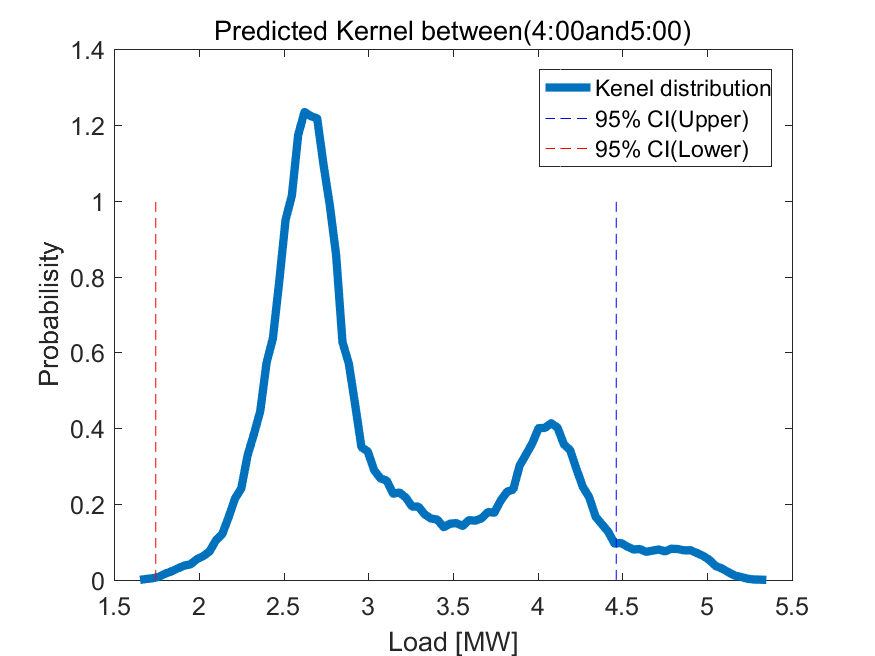 Predicted Kernel between(4:00and5:00)
1.4
1.2
1
0.8
0.6
0.4
0.2
0
Probabilisity
Kenel distribution
95% CI(Upper)
95% CI(Lower)
1.5 2 2.5 3 3.5 4 4.5 5 5.5
Load [MW]